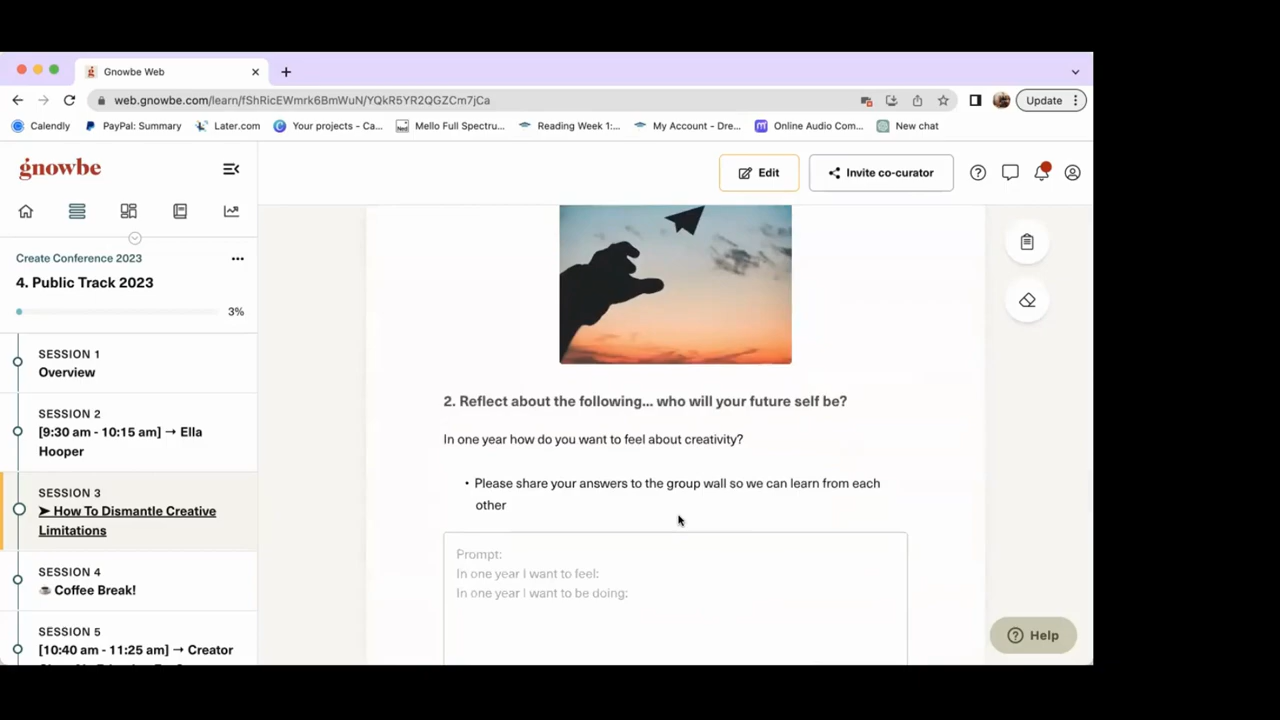 Gnowbe Web
web.gnowbe.com/learn/fShRicEWmrk6BmWuN/YQkR5YR2QGZCm7jCa
Update
Calendly
PayPal: Summary
Later.com
Your projects - Ca...
Mello Full Spectru...
Reading Week 1:...
My Account - Dre...
Online Audio Com...
New chat
gnowbe
Edit
Invite co-curator
Create Conference 2023
4. Public Track 2023
3%
SESSION 1
Overview
SESSION 2
[9:30 am - 10:15 am] → Ella
Hooper
SESSION 3
➤ How To Dismantle Creative
Limitations
SESSION 4
☕ Coffee Break!
SESSION 5
[10:40 am - 11:25 am] → Creator
2. Reflect about the following... who will your future self be?
In one year how do you want to feel about creativity?
• Please share your answers to the group wall so we can learn from each
other
Prompt:
In one year I want to feel:
In one year I want to be doing:
Help